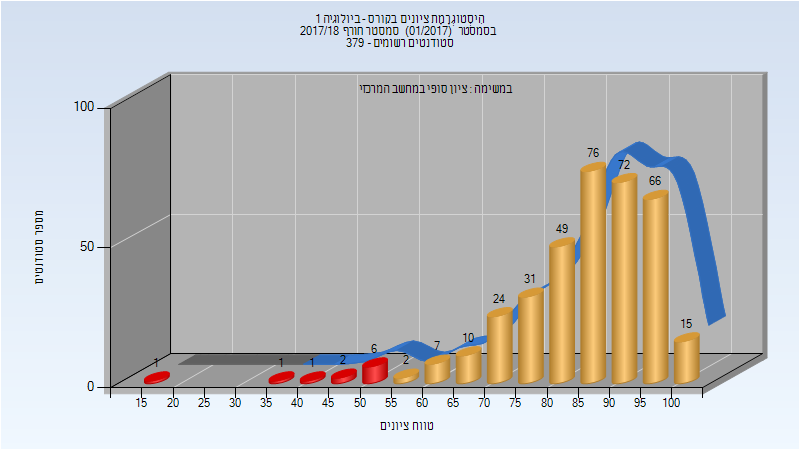 היסטוגרמת ציונים בקורס - ביולוגיה 1
בסמסטר (01/2017) סמסטר חורף 2017/18
סטודנטים רשומים - 379
במשימה : ציון סופי במחשב המרכזי
מספר סטודנטים
100
50
0
1
1
1
2
6
2
7
10
24
31
49
76
72
66
15
15 20 25 30 35 40 45 50 55 60 65 70 75 80 85 90 95 100
טווח ציונים